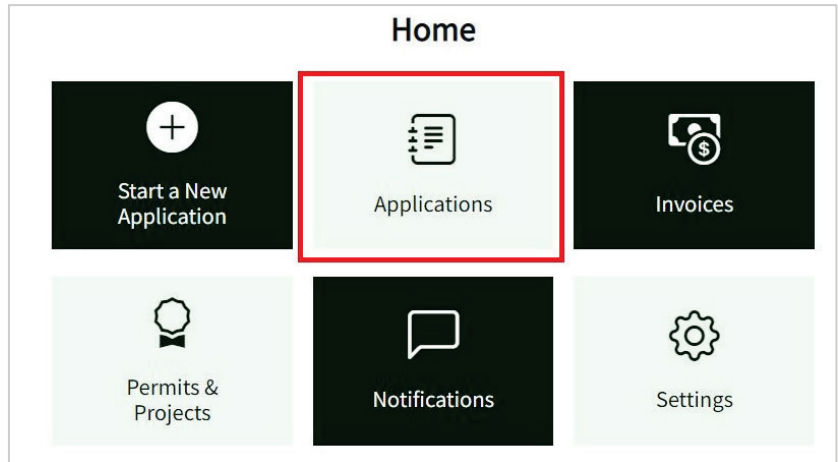 Home
Start a New
Application
Applications
Invoices
Permits &
Projects
Notifications
Settings